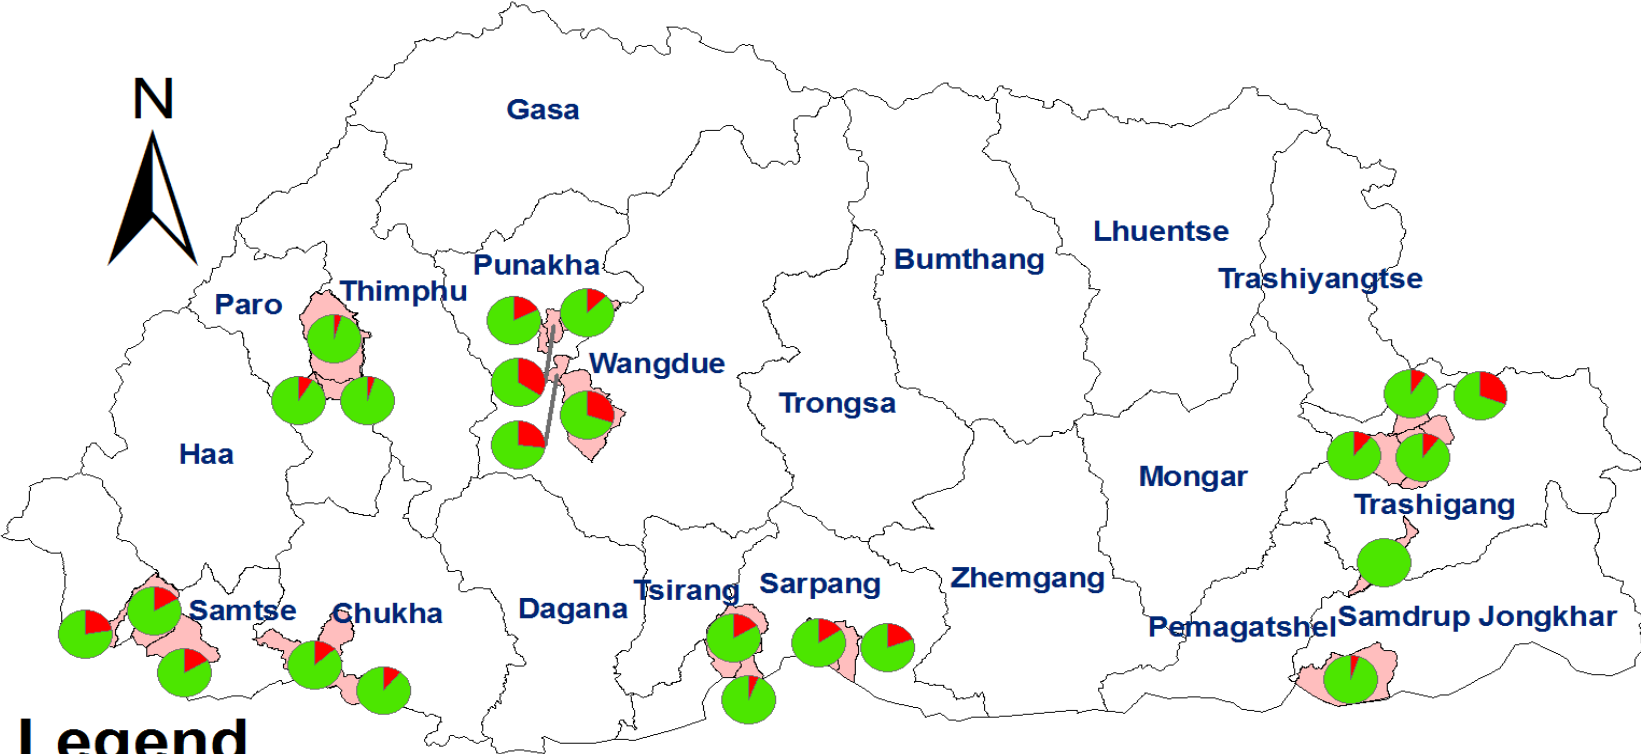 N
Gasa
Lhuentse
Bumthang
Punakha
Trashiyangtse
Thimphu
Paro
Wangdue
Trongsa
Haa
Mongar
Trashigang
Zhemgang
Sarpang
Tsirang
Dagana
Samtse
Chukha
Pemagatshel
Samdrup Jongkhar
Legend